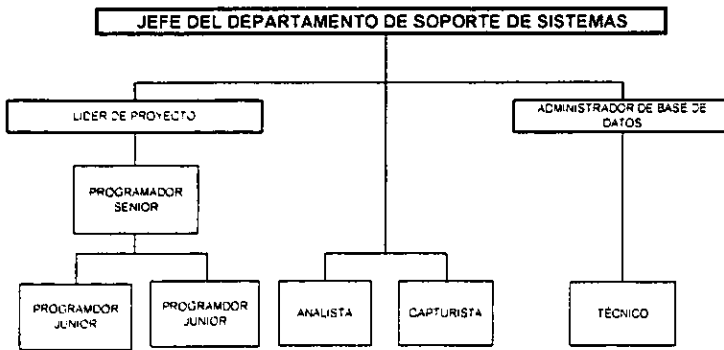 JEFE DEL DEPARTAMENTO DE SOPORTE DE SISTEMAS
LIDER DE PROYECTO
ADMINISTRADOR DE BASE DE
DATOS
PROGRAMADOR
SENIOR
PROGRAMDOR
JUNIOR
PROGRAMDOR
JUNIOR
ANALISTA
CAPTURISTA
TÉCNICO